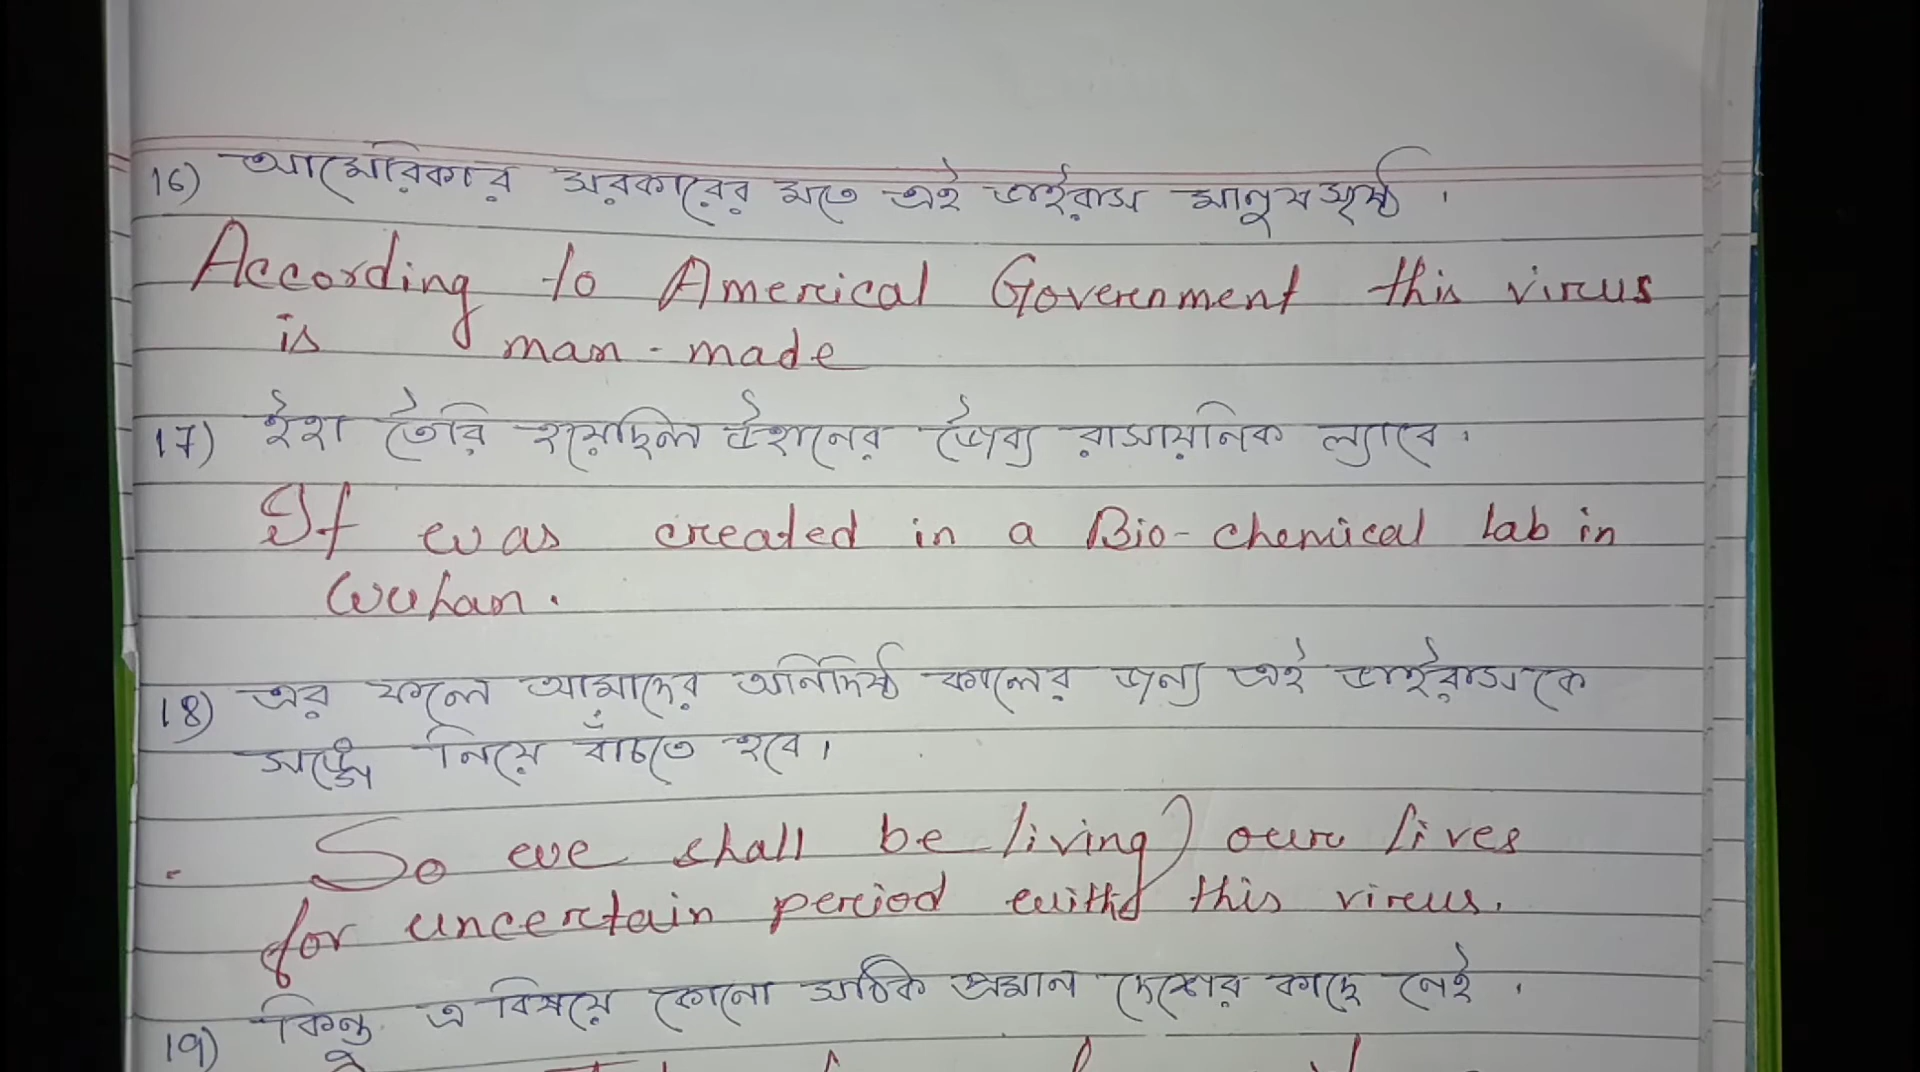 16) আমেরিকার সরকারের মতে এই ভাইরাস মানুষ সৃষ্ট ।
According to Americal Government this virus
is man-made
17) ইহা তৈরি হয়েছিল উহানের জৈব্য রাসায়নিক ল্যাবে ।
It was created in a Bio-chemical lab in
Wuhan.
18) এর ফলে আমাদের অনির্দিষ্ট কালের জন্য এই ভাইরাসকে
সঙ্গে নিয়ে বাঁচতে হবে ।
So we shall be living our lives
for uncertain period with this virus.
19) কিন্তু এ বিষয়ে কোনো সঠিক প্রমান দেশের কাছে নেই ।